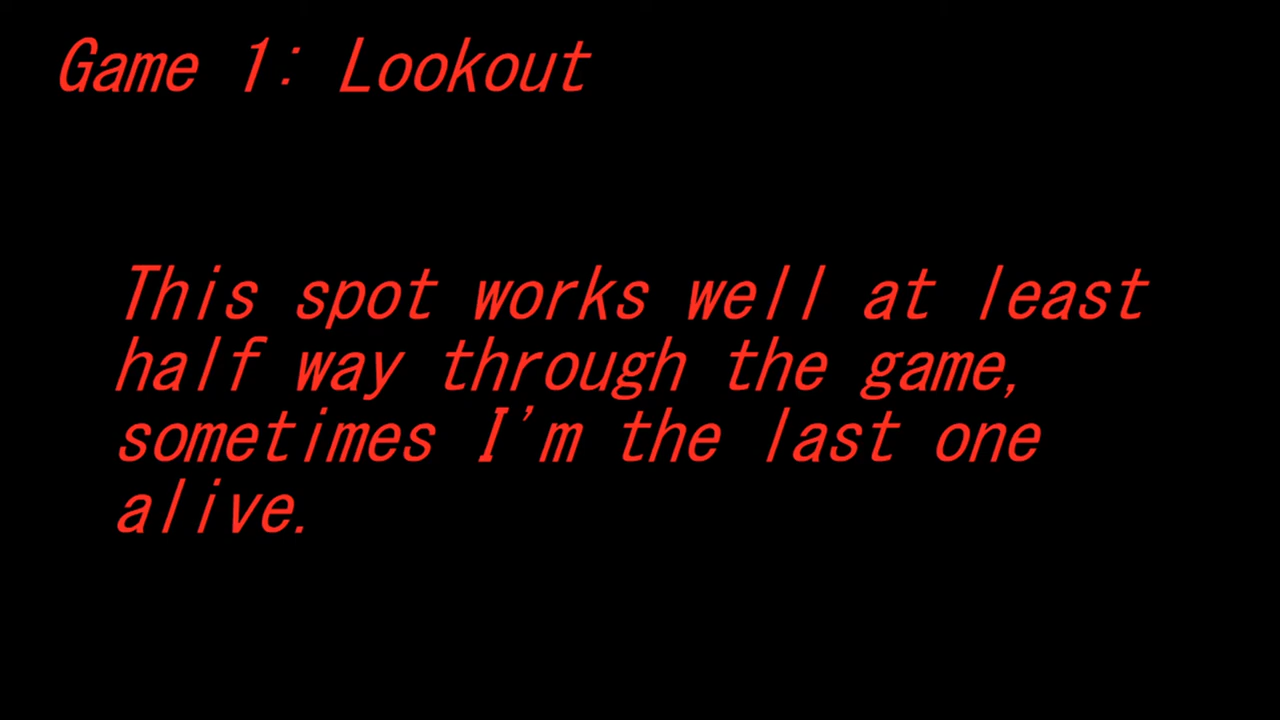 Game 1: Lookout
This spot works well at least
half way through the game,
sometimes I'm the last one
alive.